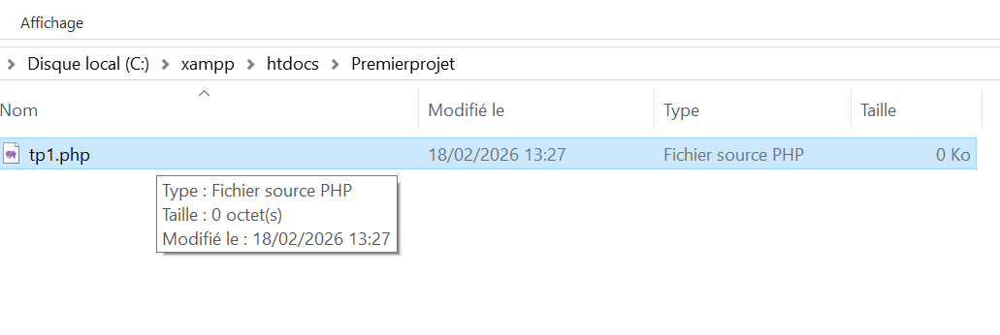 Affichage
Disque local (C:) > xampp > htdocs > Premierprojet
Nom Modifié le Type Taille
tp1.php 18/02/2026 13:27 Fichier source PHP 0 Ko
Type : Fichier source PHP
Taille : 0 octet(s)
Modifié le : 18/02/2026 13:27